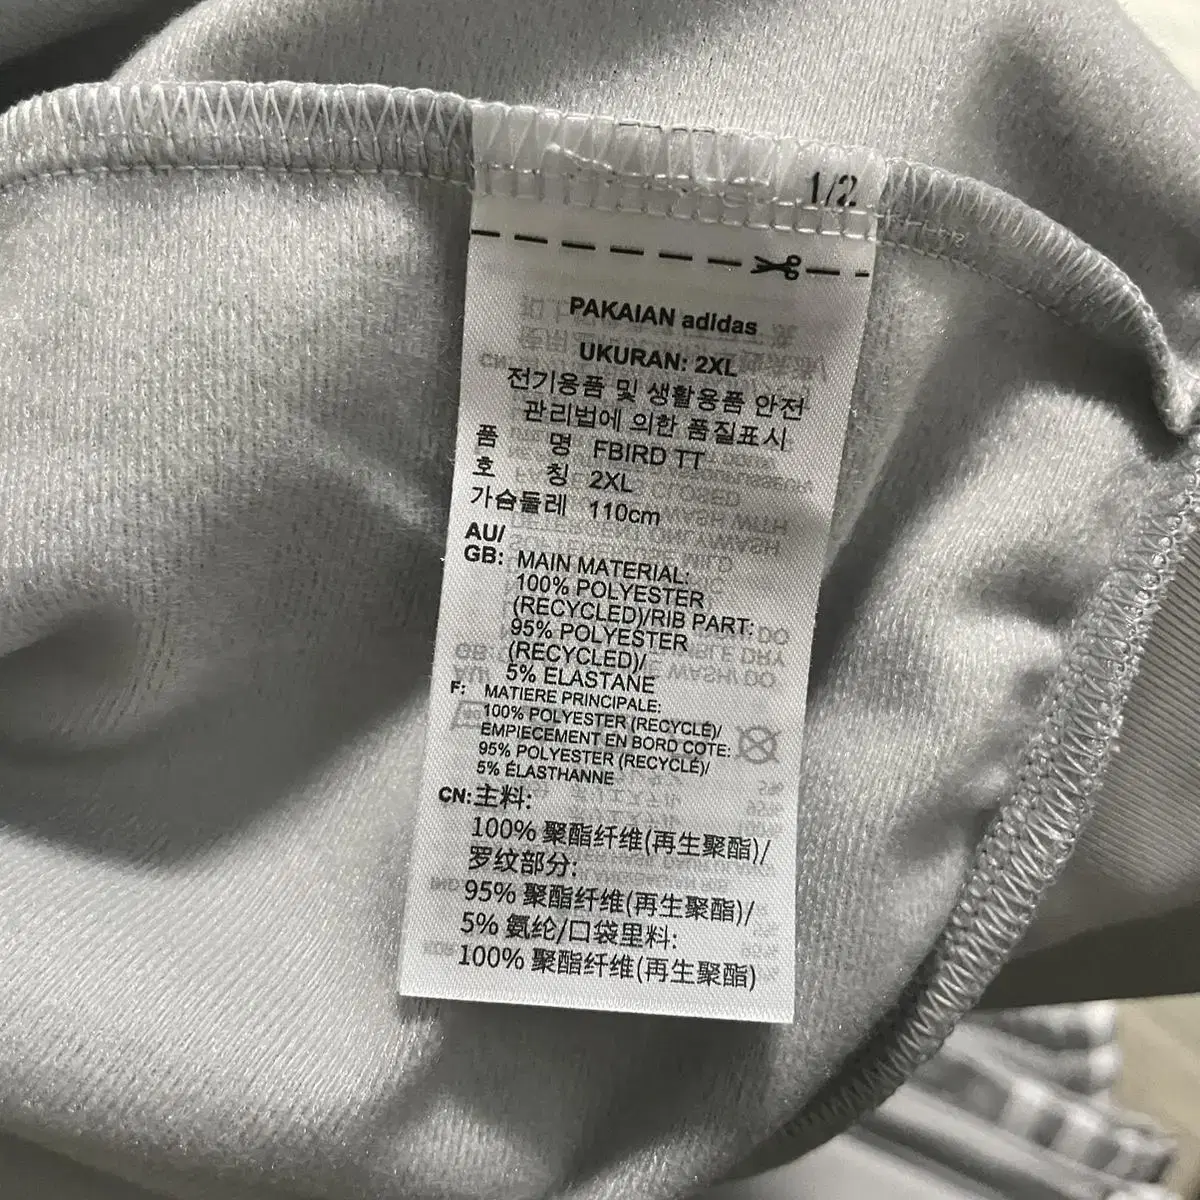 1/2
PAKAIAN adidas
UKURAN: 2XL
전기용품 및 생활용품 안전
관리법에 의한 품질표시
품 명 FBIRD TT
호 칭 2XL
가슴둘레 110cm
AU/
GB: MAIN MATERIAL:
100% POLYESTER
(RECYCLED)/RIB PART:
95% POLYESTER
(RECYCLED)/
5% ELASTANE
F: MATIERE PRINCIPALE:
100% POLYESTER (RECYCLÉ)/
EMPIECEMENT EN BORD COTE:
95% POLYESTER (RECYCLÉ)/
5% ÉLASTHANNE
CN: 主料:
100% 聚酯纤维(再生聚酯)/
罗纹部分:
95% 聚酯纤维(再生聚酯)/
5% 氨纶/口袋里料:
100% 聚酯纤维(再生聚酯)